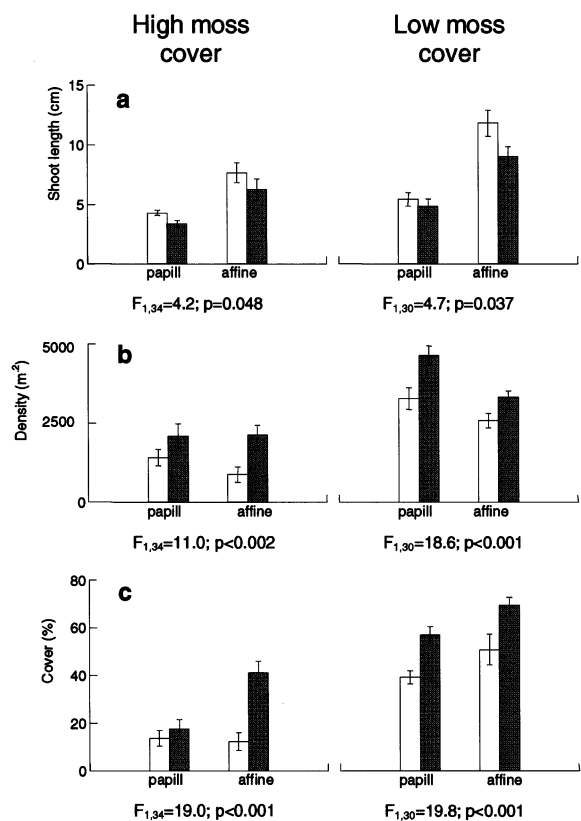 High moss
cover
Low moss
cover
a
Shoot length (cm)
15
10
5
0
papill affine
papill affine
F1,34=4.2; p=0.048
F1,30=4.7; p=0.037
b
Density (m-2)
5000
2500
0
papill affine
papill affine
F1,34=11.0; p<0.002
F1,30=18.6; p<0.001
c
Cover (%)
80
60
40
20
0
papill affine
papill affine
F1,34=19.0; p<0.001
F1,30=19.8; p<0.001